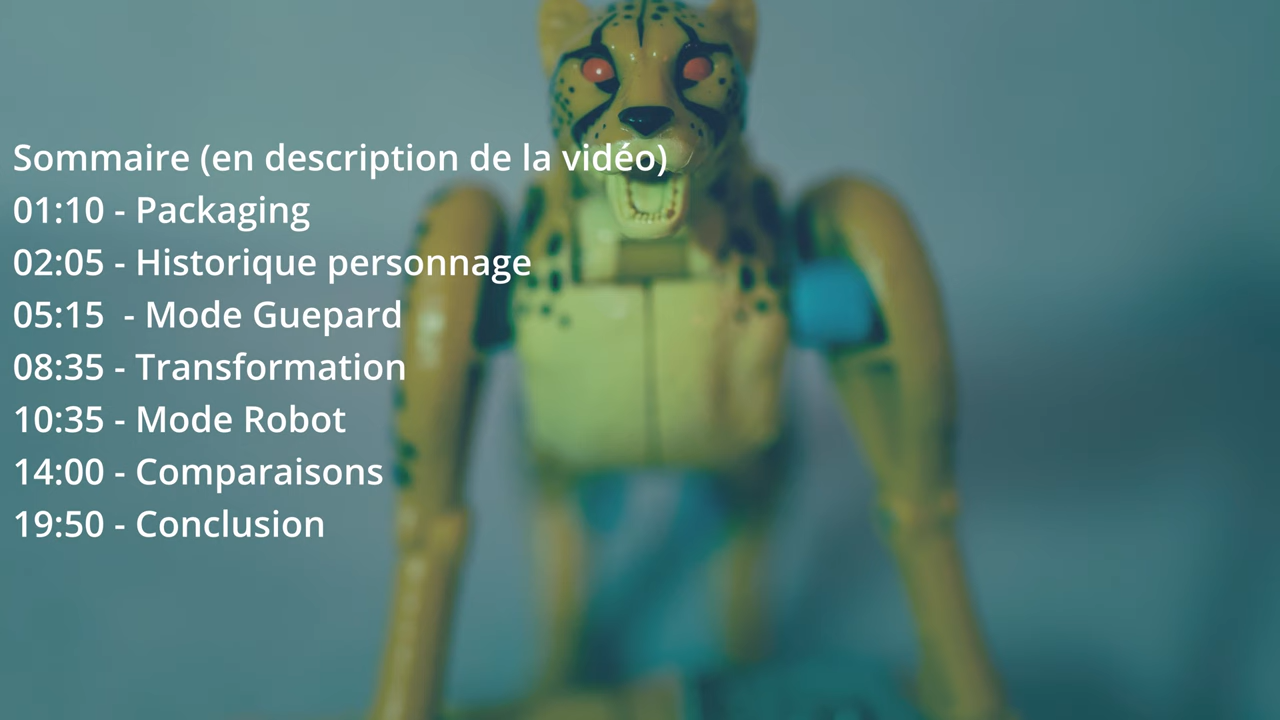 Sommaire (en description de la vidéo)
01:10 - Packaging
02:05 - Historique personnage
05:15  - Mode Guepard
08:35 - Transformation
10:35 - Mode Robot
14:00 - Comparaisons
19:50 - Conclusion